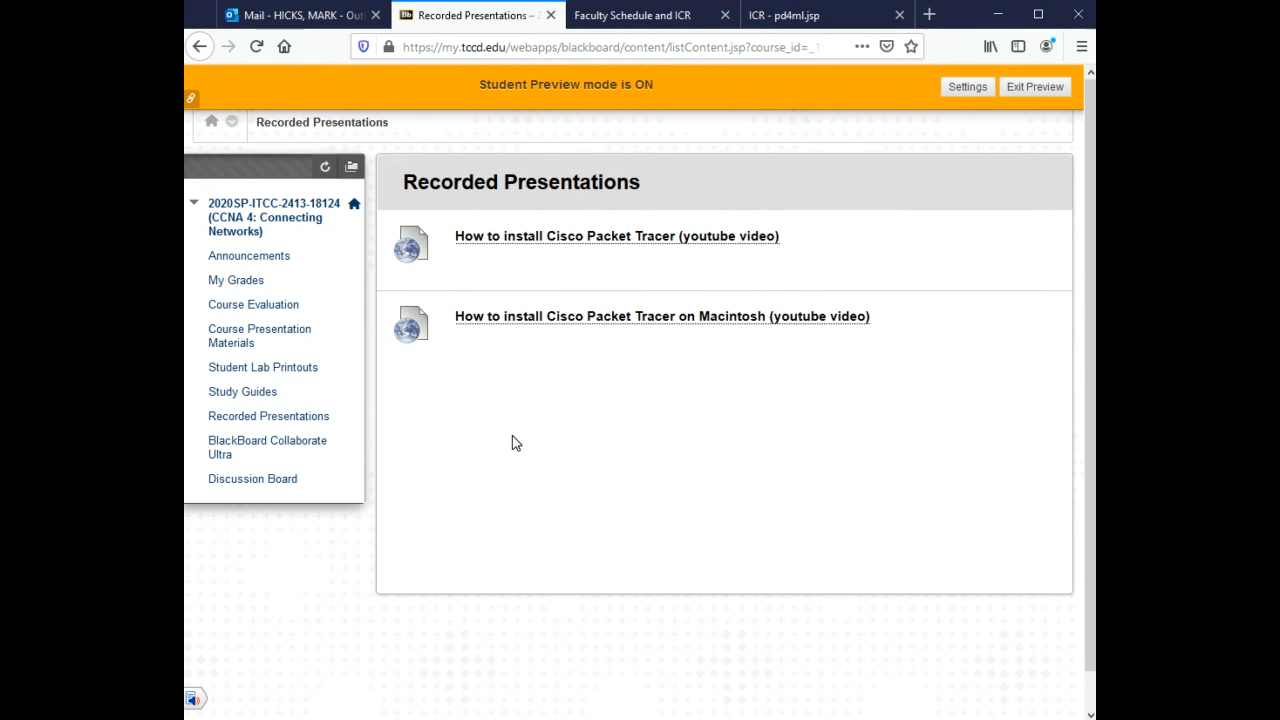 Mail - HICKS, MARK - Out
Recorded Presentations –
Faculty Schedule and ICR
ICR - pd4ml.jsp
https://my.tccd.edu/webapps/blackboard/content/listContent.jsp?course_id=_1
Student Preview mode is ON
Settings
Exit Preview
Recorded Presentations
2020SP-ITCC-2413-18124
(CCNA 4: Connecting
Networks)
Announcements
My Grades
Course Evaluation
Course Presentation
Materials
Student Lab Printouts
Study Guides
Recorded Presentations
BlackBoard Collaborate
Ultra
Discussion Board
Recorded Presentations
How to install Cisco Packet Tracer (youtube video)
How to install Cisco Packet Tracer on Macintosh (youtube video)